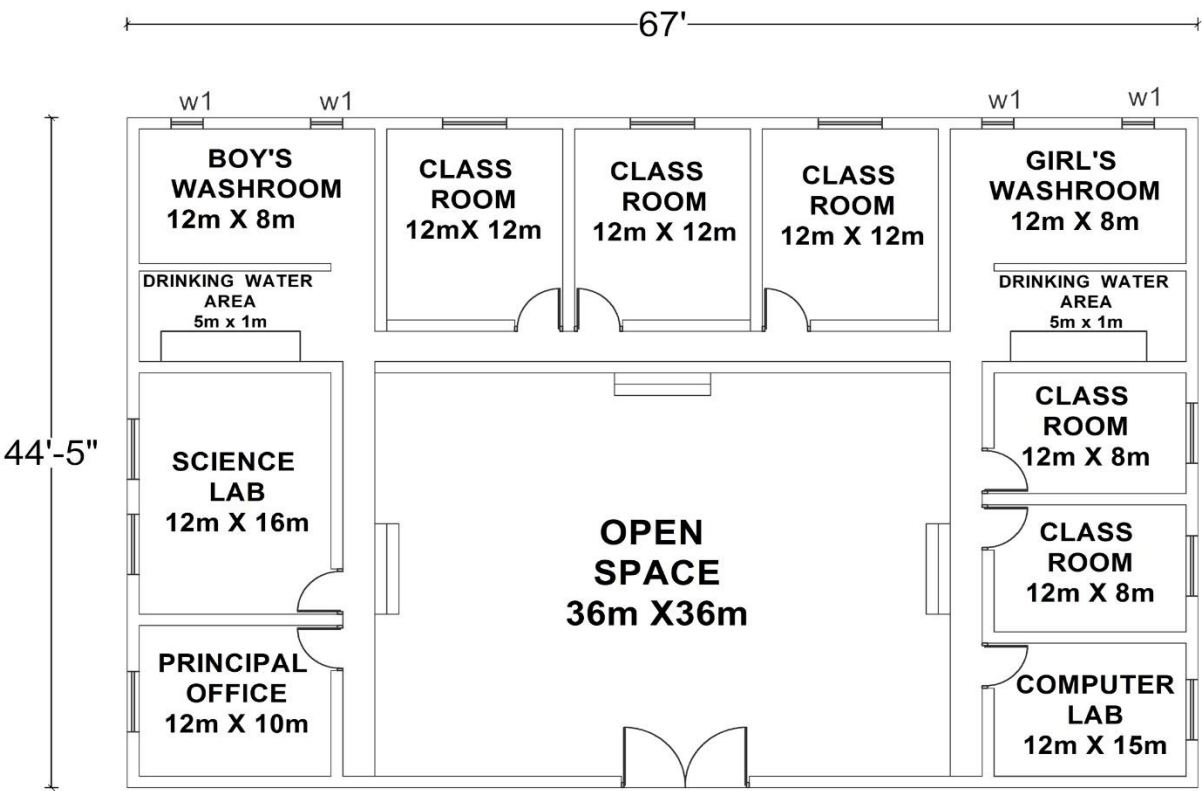 67'
w1
w1
w1
w1
BOY'S
WASHROOM
12m X 8m
CLASS
ROOM
12mX 12m
CLASS
ROOM
12m X 12m
CLASS
ROOM
12m X 12m
GIRL'S
WASHROOM
12m X 8m
DRINKING WATER
AREA
5m x 1m
DRINKING WATER
AREA
5m x 1m
44'-5"
SCIENCE
LAB
12m X 16m
OPEN
SPACE
36m X36m
CLASS
ROOM
12m X 8m
CLASS
ROOM
12m X 8m
PRINCIPAL
OFFICE
12m X 10m
COMPUTER
LAB
12m X 15m